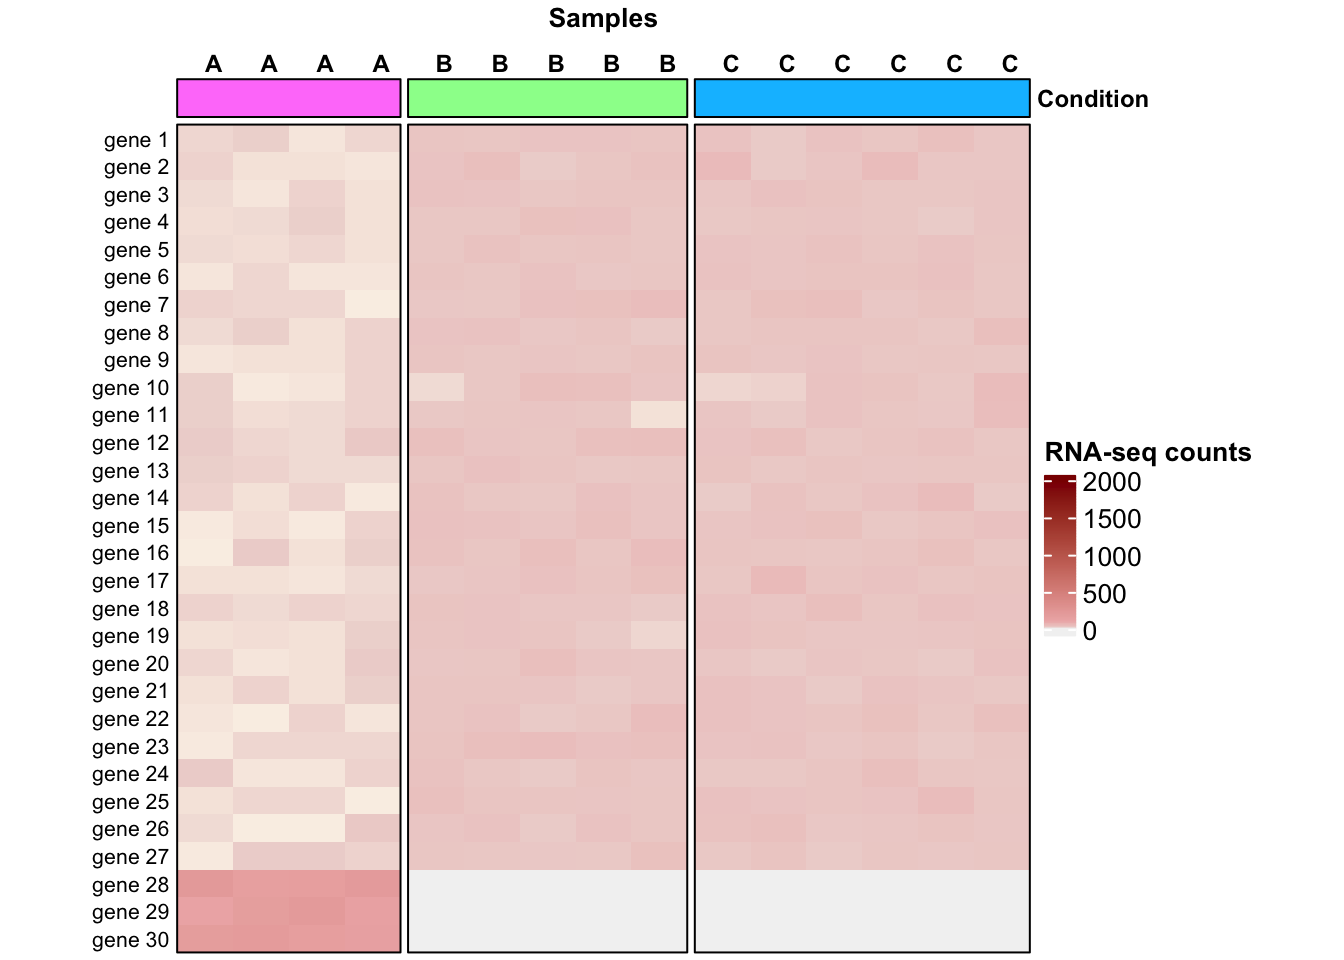 Samples
A A A A B B B B B C C C C C C
Condition
gene 1
gene 2
gene 3
gene 4
gene 5
gene 6
gene 7
gene 8
gene 9
gene 10
gene 11
gene 12
gene 13
gene 14
gene 15
gene 16
gene 17
gene 18
gene 19
gene 20
gene 21
gene 22
gene 23
gene 24
gene 25
gene 26
gene 27
gene 28
gene 29
gene 30
RNA-seq counts
2000
1500
1000
500
0